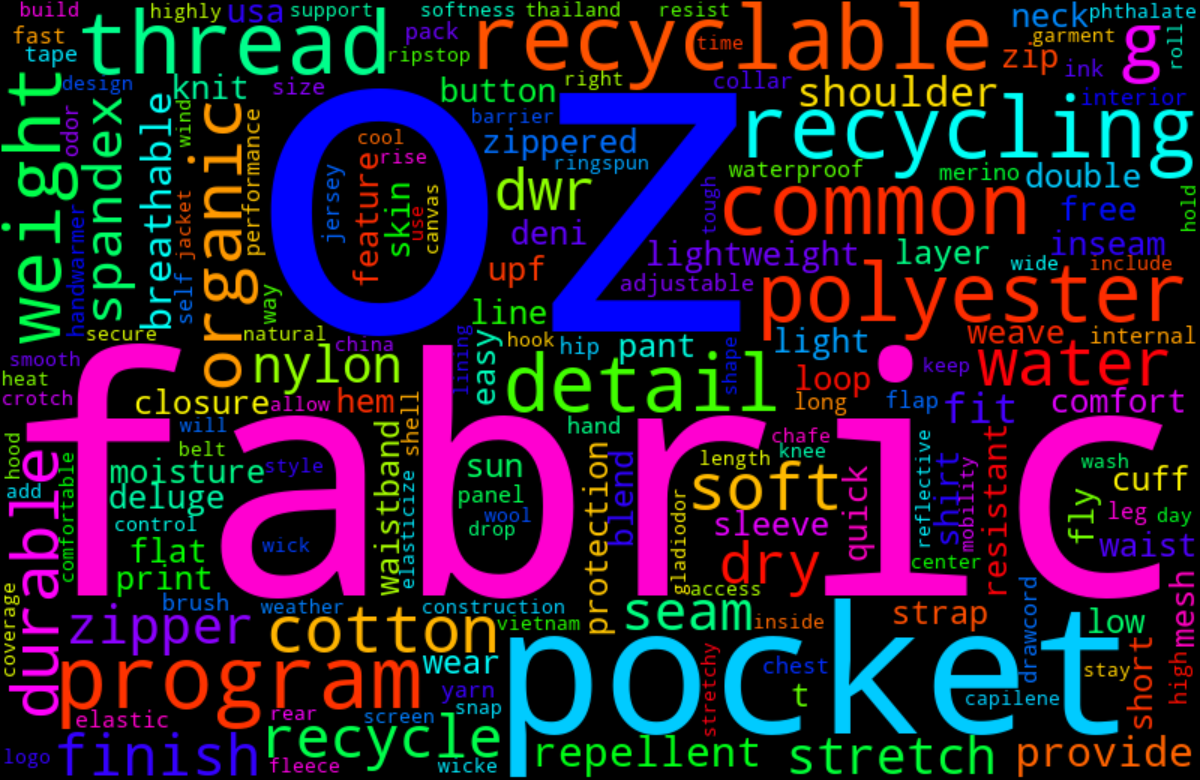 build
highly
usa
support
softness
thailand
resist
neck
phthalate
fast
tape
thread
pack
ripstop
recyclable
time
zip
garment
ink
g
roll
design
knit
size
button
right
collar
shoulder
interior
weight
odor
spandex
breathable
wind
organic
performance
oz
barrier
zippered
ringspun
recycling
cool
rise
feature
jersey
skin
use
canvas
dwr
deni
tough
waterproof
merino
double
common
free
hold
handwarmer
self
jacket
way
upf
lightweight
adjustable
layer
inseam
wide
include
polyester
secure
natural
china
line
hook
hip
pant
light
weave
internal
smooth
heat
crotch
nylon
lining
easy
detail
shape
loop
keep
water
closure
allow
hem
shell
long
flap
fit
comfort
fabric
will
belt
style
hand
chafe
knee
length
hood
add
comfortable
moisture
deluge
control
flat
print
wick
waistband
elasticize
sun
panel
wool
drop
protection
blend
gladiodor
soft
sleeve
quick
dry
reflective
shirt
mobility
resistant
center
wash
cuff
fly
leg
day
waist
durable
coverage
brush
weather
construction
vietnam
access
zipper
cotton
seam
inside
strap
drawcord
low
mesh
program
wear
yarn
snap
pocket
stretchy
chest
t
capilene
stay
short
high
elastic
rear
screen
logo
finish
fleece
recycle
wicke
repellent
stretch
provide